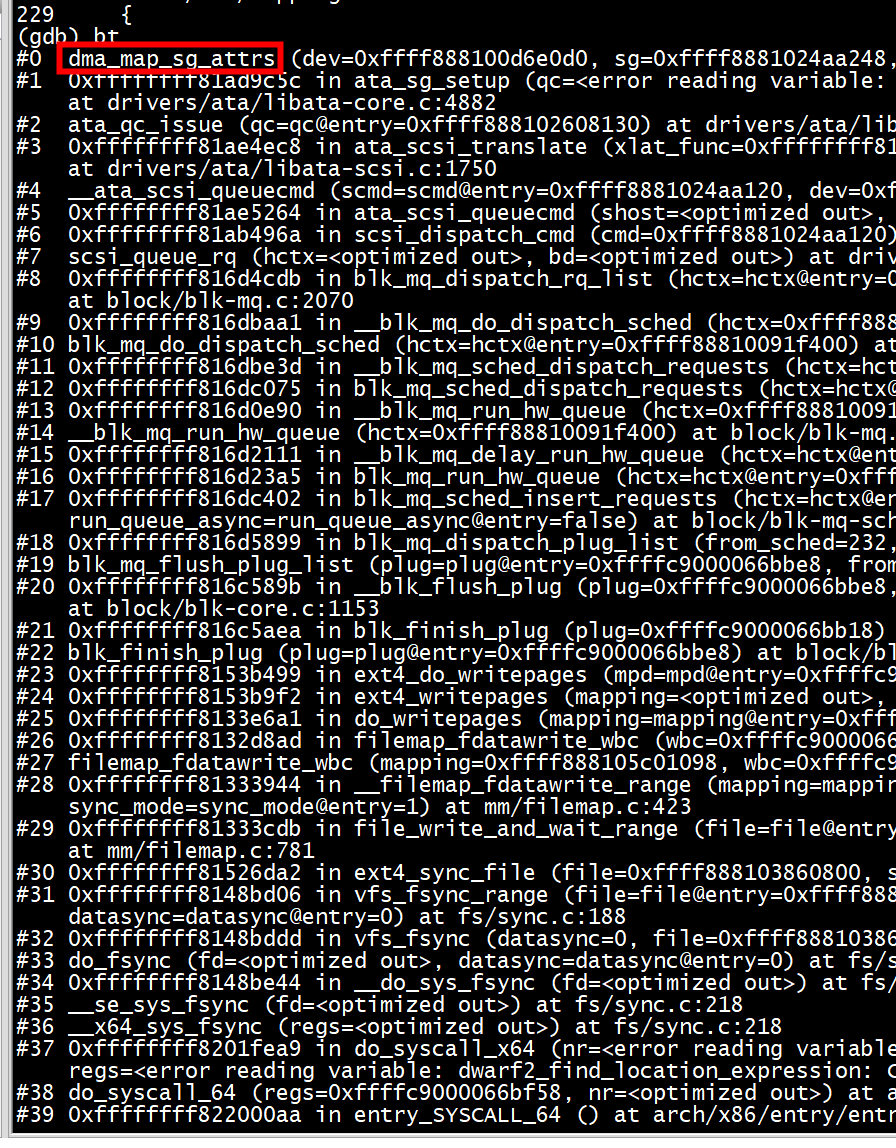 229     {
(gdb) bt
#0  dma_map_sg_attrs (dev=0xffff888100d6e0d0, sg=0xffff8881024aa248,
#1  0xffffffff81ad9c5c in ata_sg_setup (qc=<error reading variable:
    at drivers/ata/libata-core.c:4882
#2  ata_qc_issue (qc=qc@entry=0xffff888102608130) at drivers/ata/lib
#3  0xffffffff81ae4ec8 in ata_scsi_translate (xlat_func=0xffffffff81
    at drivers/ata/libata-scsi.c:1750
#4  __ata_scsi_queuecmd (scmd=scmd@entry=0xffff8881024aa120, dev=0xf
#5  0xffffffff81ae5264 in ata_scsi_queuecmd (shost=<optimized out>,
#6  0xffffffff81ab496a in scsi_dispatch_cmd (cmd=0xffff8881024aa120)
#7  scsi_queue_rq (hctx=<optimized out>, bd=<optimized out>) at driv
#8  0xffffffff816d4cdb in blk_mq_dispatch_rq_list (hctx=hctx@entry=0
    at block/blk-mq.c:2070
#9  0xffffffff816dbaa1 in __blk_mq_do_dispatch_sched (hctx=0xffff888
#10 blk_mq_do_dispatch_sched (hctx=hctx@entry=0xffff88810091f400) at
#11 0xffffffff816dbe3d in __blk_mq_sched_dispatch_requests (hctx=hct
#12 0xffffffff816dc075 in blk_mq_sched_dispatch_requests (hctx=hctx@
#13 0xffffffff816d0e90 in __blk_mq_run_hw_queue (hctx=0xffff88810091
#14 __blk_mq_run_hw_queue (hctx=0xffff88810091f400) at block/blk-mq.
#15 0xffffffff816d2111 in __blk_mq_delay_run_hw_queue (hctx=hctx@ent
#16 0xffffffff816d23a5 in blk_mq_run_hw_queue (hctx=hctx@entry=0xfff
#17 0xffffffff816dc402 in blk_mq_sched_insert_requests (hctx=hctx@en
    run_queue_async=run_queue_async@entry=false) at block/blk-mq-sch
#18 0xffffffff816d5899 in blk_mq_dispatch_plug_list (from_sched=232,
#19 blk_mq_flush_plug_list (plug=plug@entry=0xffffc9000066bbe8, from
#20 0xffffffff816c589b in __blk_flush_plug (plug=0xffffc9000066bbe8,
    at block/blk-core.c:1153
#21 0xffffffff816c5aea in blk_finish_plug (plug=0xffffc9000066bb18)
#22 blk_finish_plug (plug=plug@entry=0xffffc9000066bbe8) at block/bl
#23 0xffffffff8153b499 in ext4_do_writepages (mpd=mpd@entry=0xffffc9
#24 0xffffffff8153b9f2 in ext4_writepages (mapping=<optimized out>,
#25 0xffffffff8133e6a1 in do_writepages (mapping=mapping@entry=0xfff
#26 0xffffffff8132d8ad in filemap_fdatawrite_wbc (wbc=0xffffc9000066
#27 filemap_fdatawrite_wbc (mapping=0xffff888105c01098, wbc=0xffffc9
#28 0xffffffff81333944 in __filemap_fdatawrite_range (mapping=mappin
    sync_mode=sync_mode@entry=1) at mm/filemap.c:423
#29 0xffffffff81333cdb in file_write_and_wait_range (file=file@entry
    at mm/filemap.c:781
#30 0xffffffff81526da2 in ext4_sync_file (file=0xffff888103860800, s
#31 0xffffffff8148bd06 in vfs_fsync_range (file=file@entry=0xffff888
    datasync=datasync@entry=0) at fs/sync.c:188
#32 0xffffffff8148bddd in vfs_fsync (datasync=0, file=0xffff88810386
#33 do_fsync (fd=<optimized out>, datasync=datasync@entry=0) at fs/s
#34 0xffffffff8148be44 in __do_sys_fsync (fd=<optimized out>) at fs/
#35 __se_sys_fsync (fd=<optimized out>) at fs/sync.c:218
#36 __x64_sys_fsync (regs=<optimized out>) at fs/sync.c:218
#37 0xffffffff8201fea9 in do_syscall_x64 (nr=<error reading variable
    regs=<error reading variable: dwarf2_find_location_expression: C
#38 do_syscall_64 (regs=0xffffc9000066bf58, nr=<optimized out>) at a
#39 0xffffffff822000aa in entry_SYSCALL_64 () at arch/x86/entry/entr